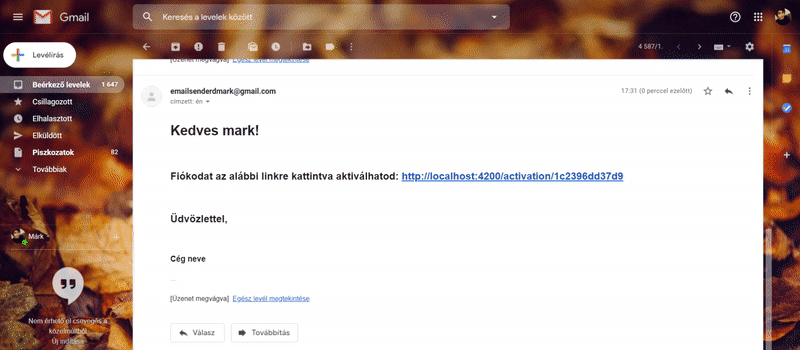 Gmail
Keresés a levelek között
Levélírás
4 587/1.
Beérkező levelek 1 647
Csillagozott
Elhalasztott
Elküldött
Piszkozatok 82
Továbbiak
Márk
Nem érhető el csevegés a
közelmúltból
Új indítása
[Üzenet megvágva] Egész levél megtekintése
emailsenderdmark@gmail.com
17:31 (0 perccel ezelőtt)
címzett: én
Kedves mark!
Fiókodat az alábbi linkre kattintva aktiválhatod: http://localhost:4200/activation/1c2396dd37d9
Üdvözlettel,
Cég neve
[Üzenet megvágva] Egész levél megtekintése
Válasz
Továbbítás